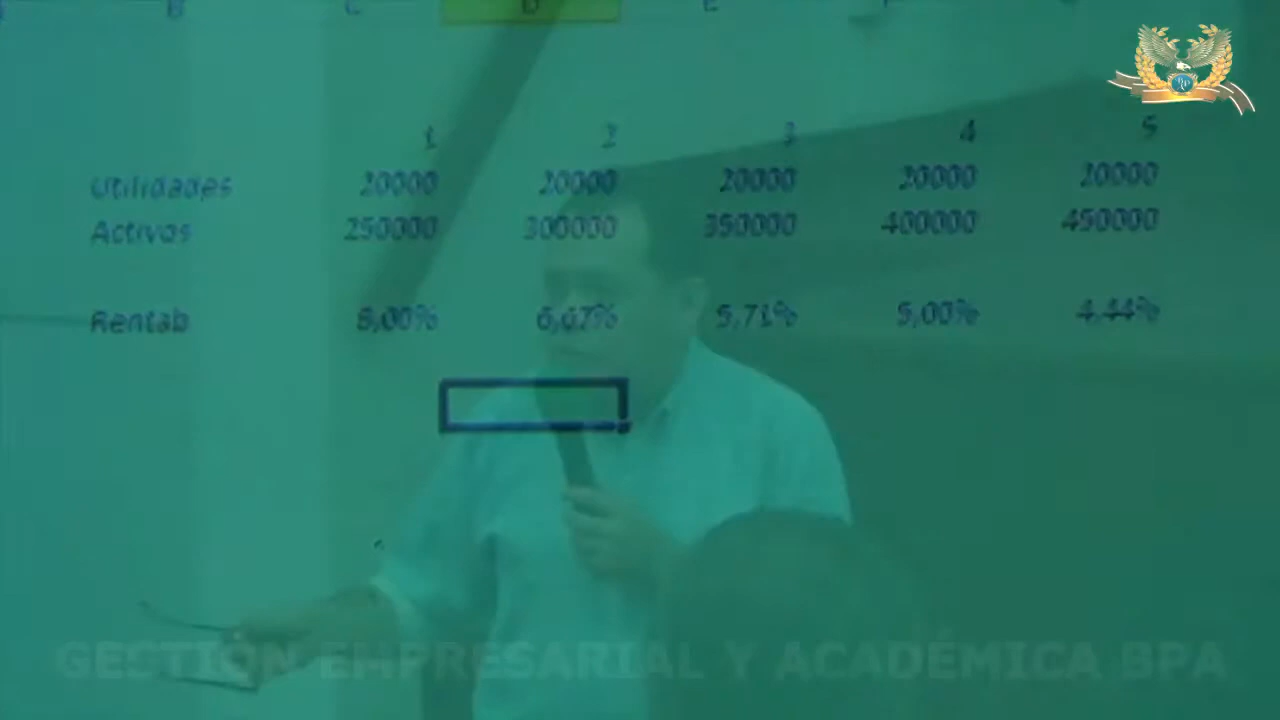 B C D E
1 2 3 4 5
Utilidades 20000 20000 20000 20000 20000
Activos 250000 300000 350000 400000 450000
Rentab 8,00% 6,67% 5,71% 5,00% 4,44%
GESTIÓN EMPRESARIAL Y ACADÉMICA BPA